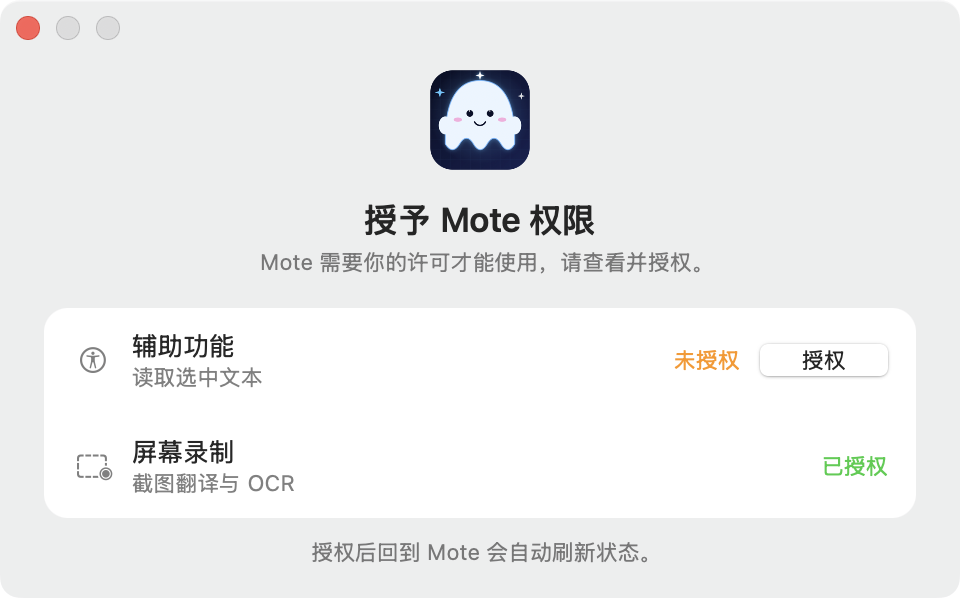 授予 Mote 权限
Mote 需要你的许可才能使用，请查看并授权。
辅助功能
读取选中文本
未授权
授权
屏幕录制
截图翻译与 OCR
已授权
授权后回到 Mote 会自动刷新状态。